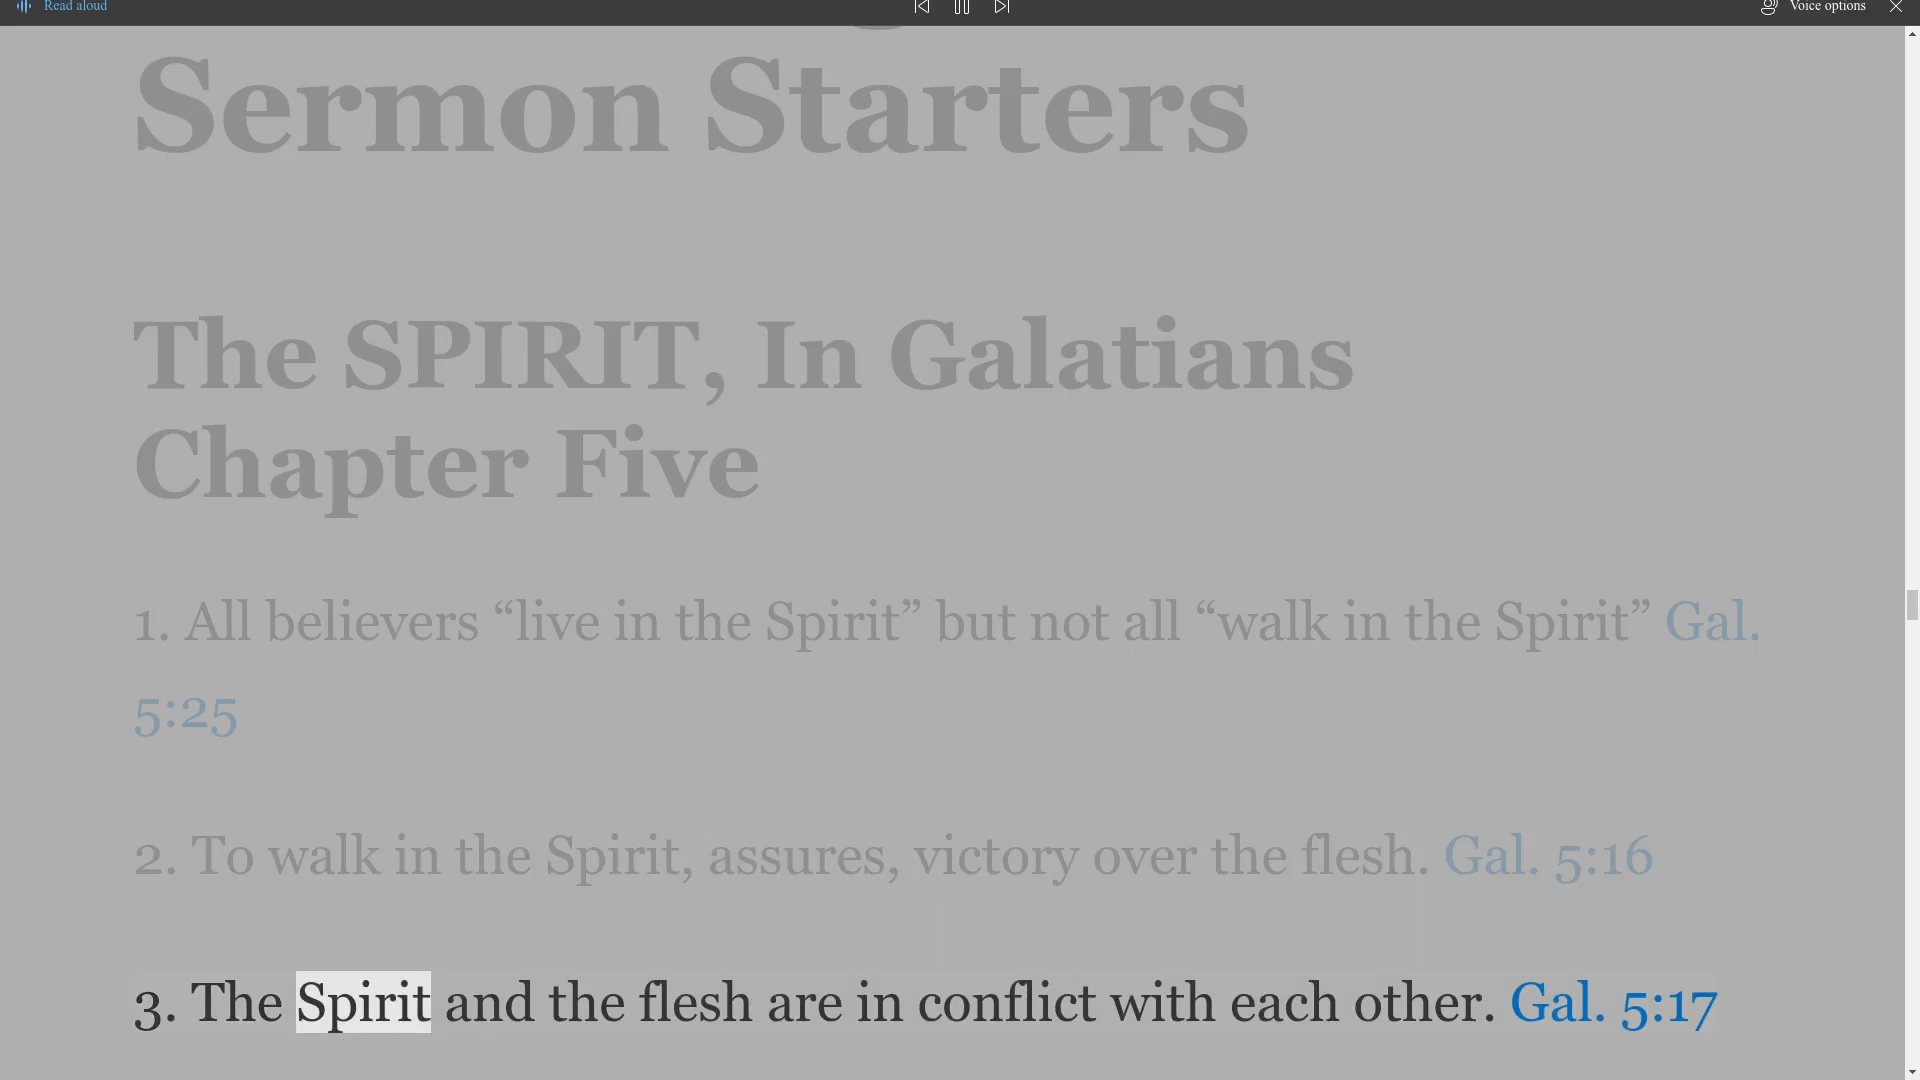 Read aloud
Voice options
Sermon Starters
The SPIRIT, In Galatians
Chapter Five
1. All believers “live in the Spirit” but not all “walk in the Spirit” Gal.
5:25
2. To walk in the Spirit, assures, victory over the flesh. Gal. 5:16
3. The Spirit and the flesh are in conflict with each other. Gal. 5:17